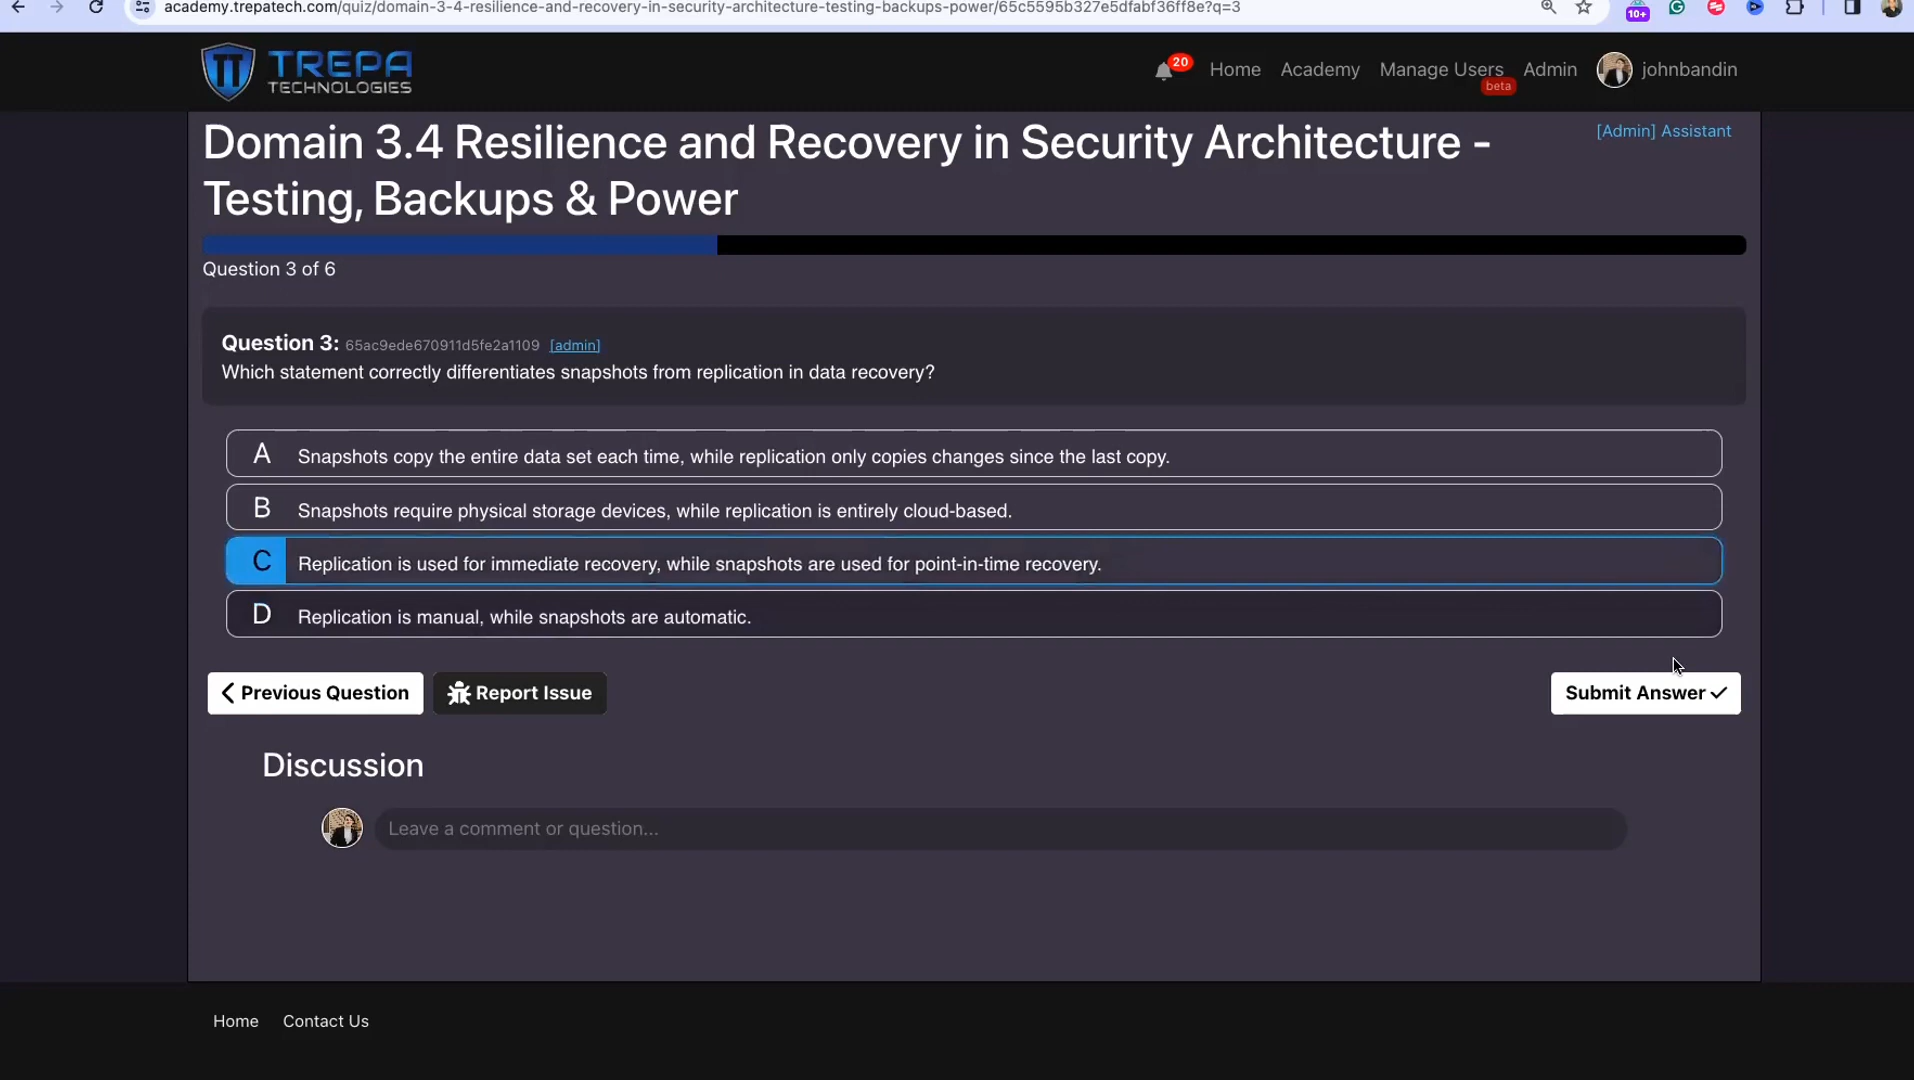 academy.trepatech.com/quiz/domain-3-4-resilience-and-recovery-in-security-architecture-testing-backups-power/65c5595b327e5dfabf36ff8e?q=3
10+
TREPA
TECHNOLOGIES
20
Home
Academy
Manage Users
beta
Admin
johnbandin
Domain 3.4 Resilience and Recovery in Security Architecture -
Testing, Backups & Power
[Admin] Assistant
Question 3 of 6
Question 3: 65ac9ede670911d5fe2a1109 [admin]
Which statement correctly differentiates snapshots from replication in data recovery?
A Snapshots copy the entire data set each time, while replication only copies changes since the last copy.
B Snapshots require physical storage devices, while replication is entirely cloud-based.
C Replication is used for immediate recovery, while snapshots are used for point-in-time recovery.
D Replication is manual, while snapshots are automatic.
Previous Question
Report Issue
Submit Answer
Discussion
Leave a comment or question...
Home
Contact Us